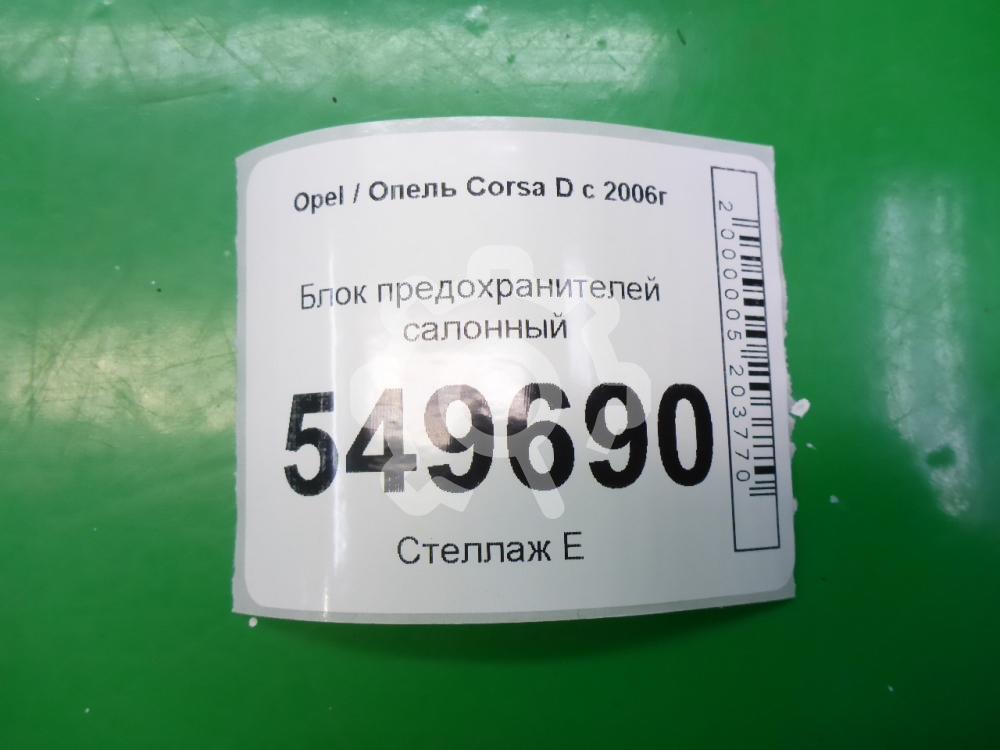 Opel / Опель Corsa D с 2006г
Блок предохранителей
салонный
549690
Стеллаж Е
2000005203770